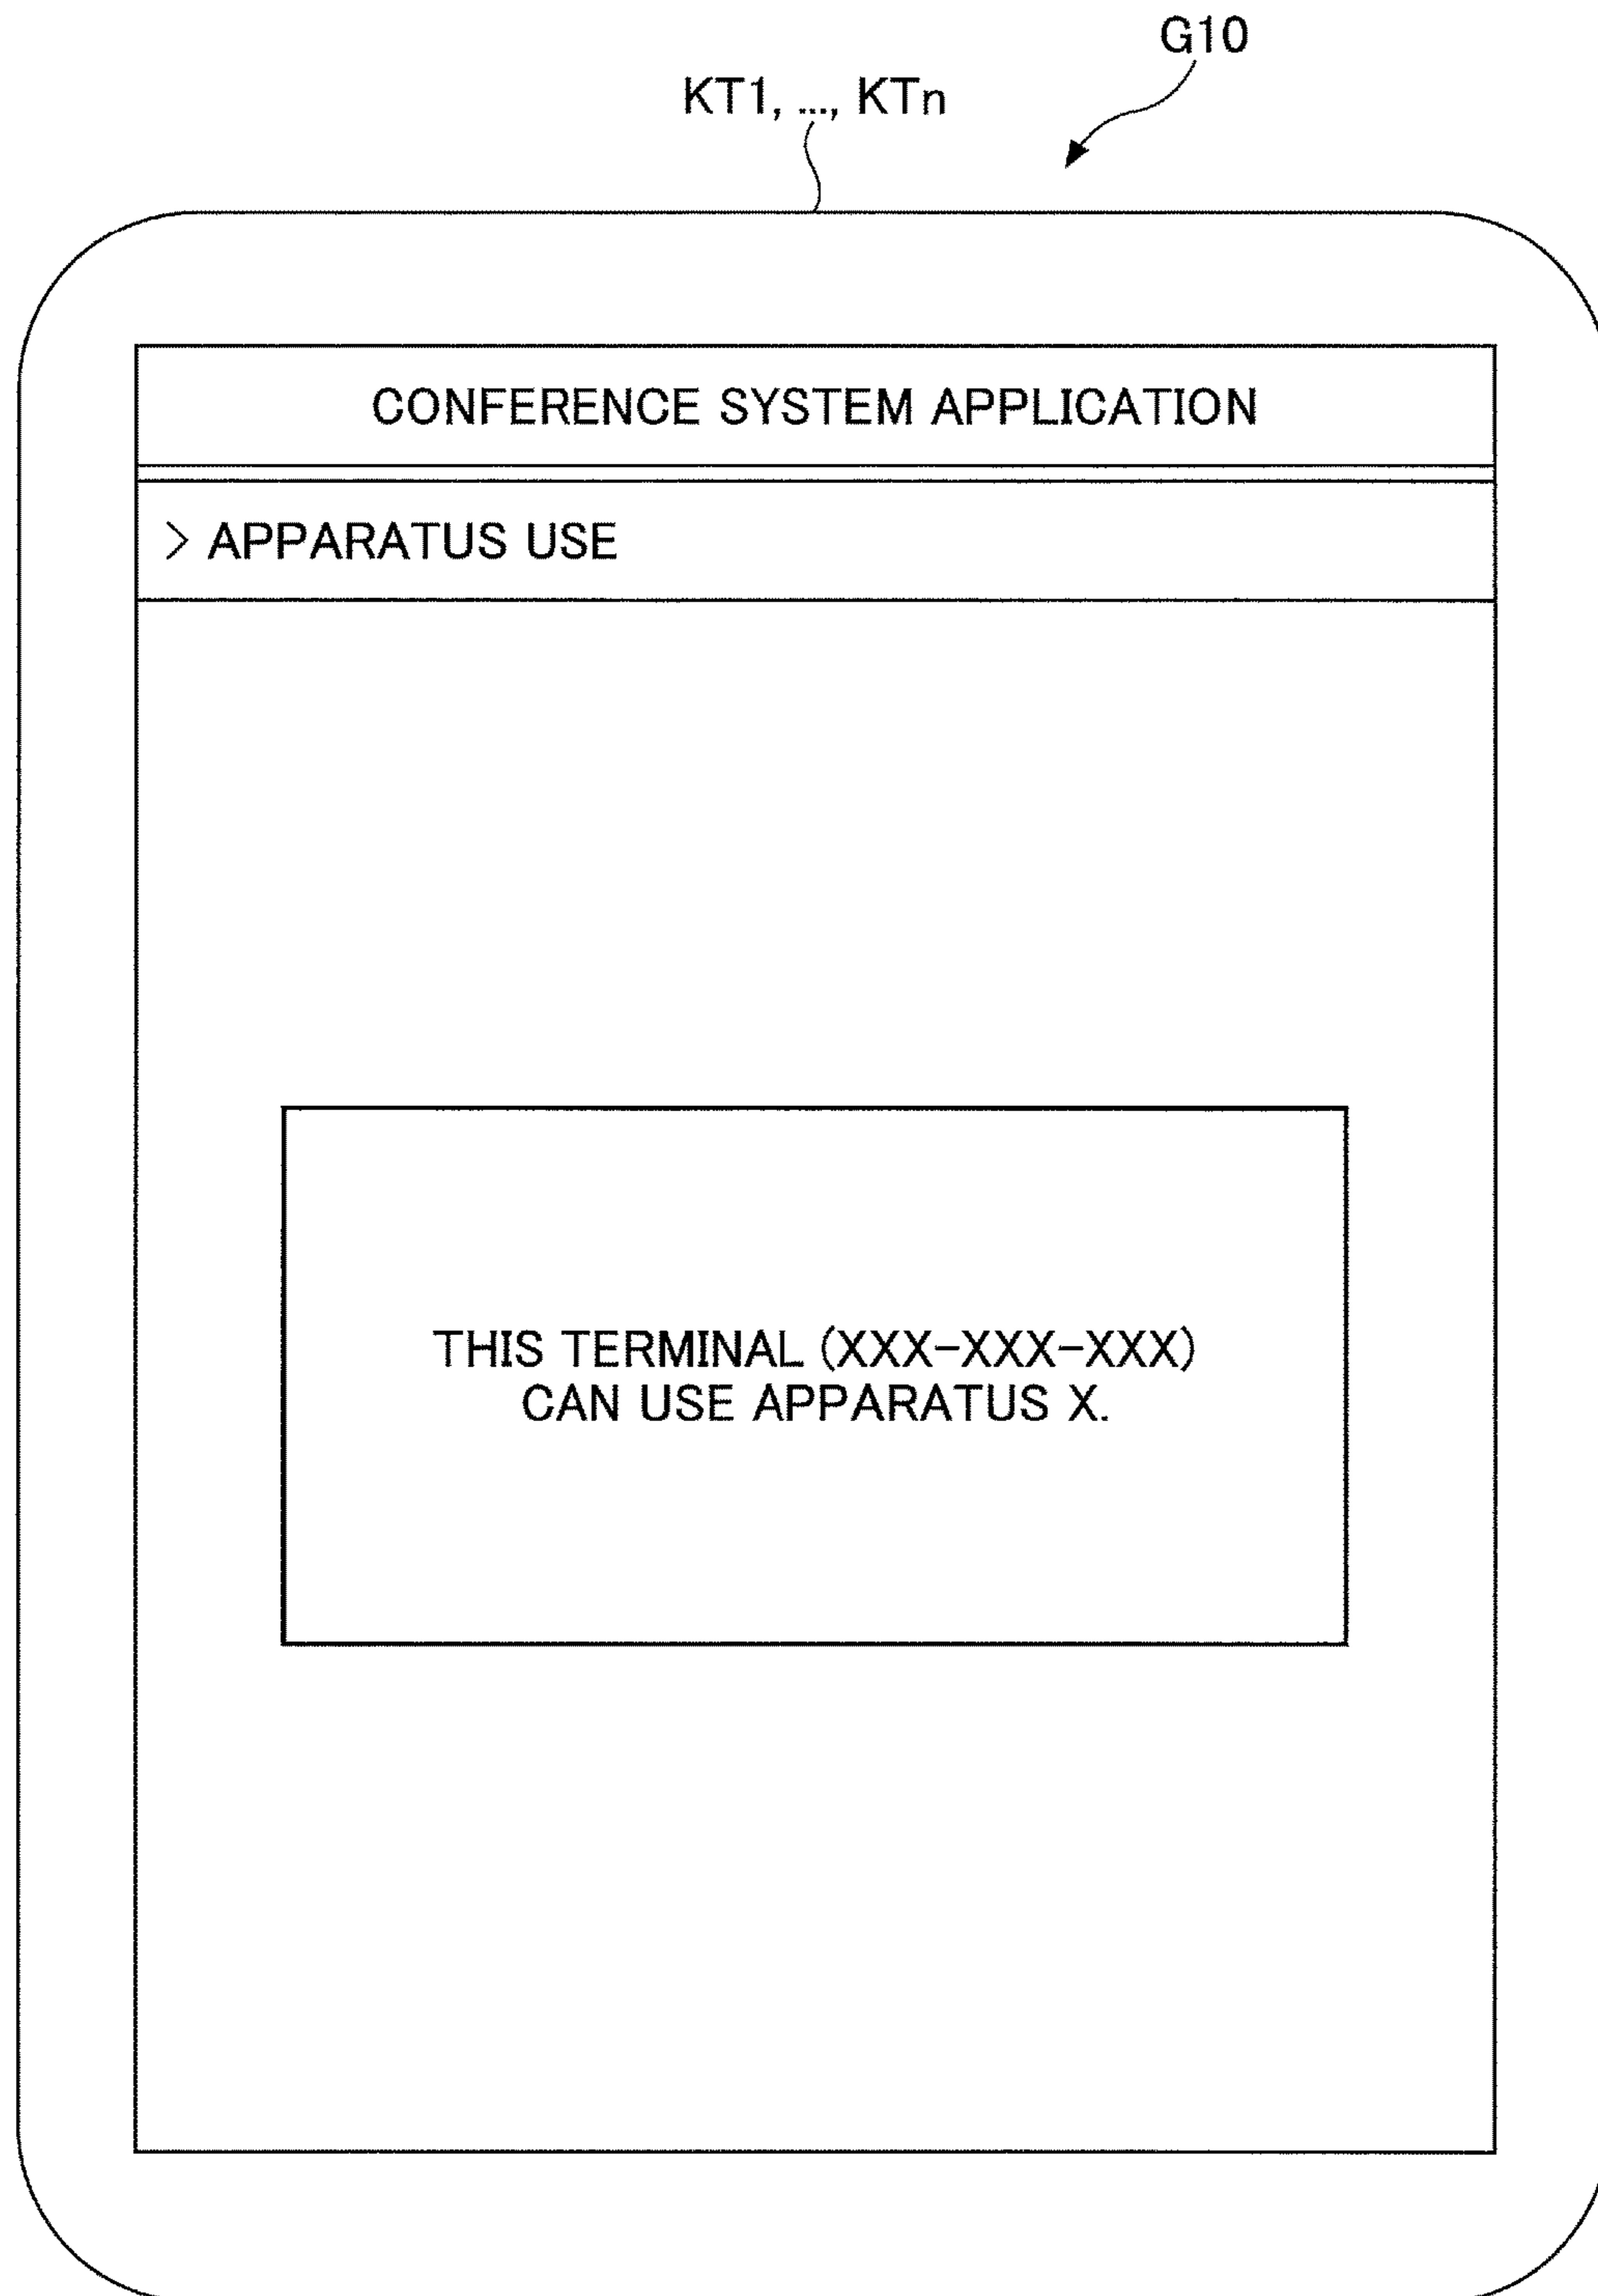 G10
KT1, ..., KTn
CONFERENCE SYSTEM APPLICATION
> APPARATUS USE
THIS TERMINAL (XXX-XXX-XXX)
CAN USE APPARATUS X.